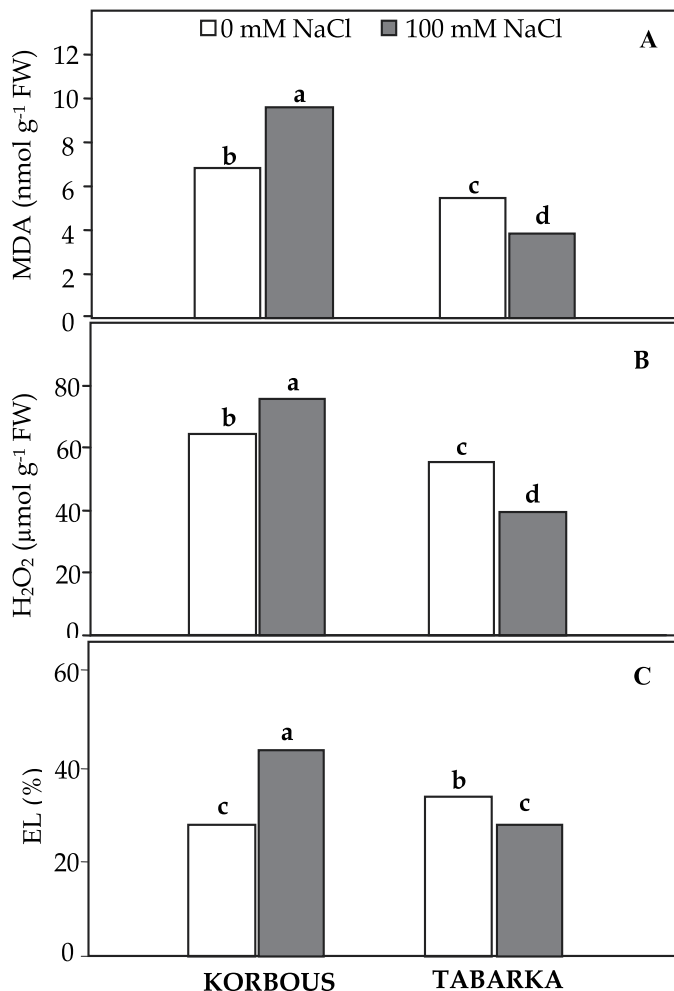 0 mM NaCl 100 mM NaCl
A
12
10
8
6
4
2
0
MDA (nmol g⁻¹ FW)
b
a
c
d
B
80
60
40
20
0
H₂O₂ (µmol g⁻¹ FW)
b
a
c
d
C
60
40
20
0
EL (%)
c
a
b
c
KORBOUS TABARKA